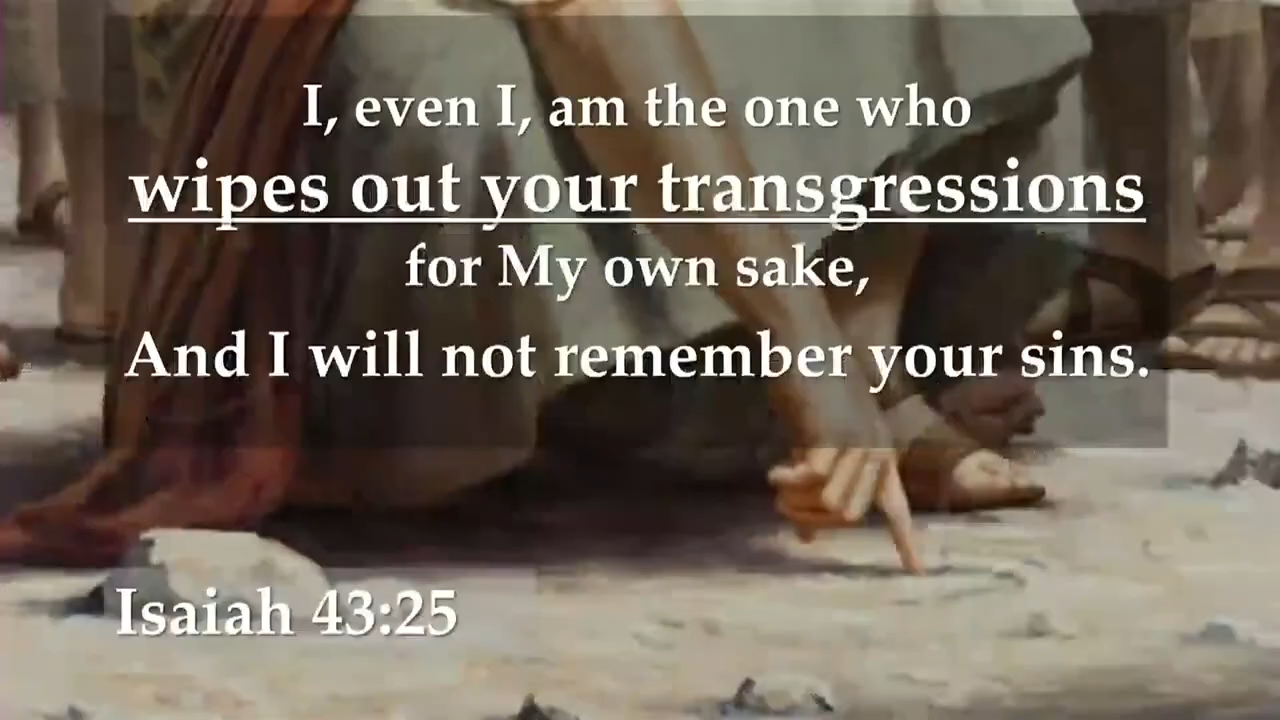 I, even I, am the one who
wipes out your transgressions
for My own sake,
And I will not remember your sins.
Isaiah 43:25